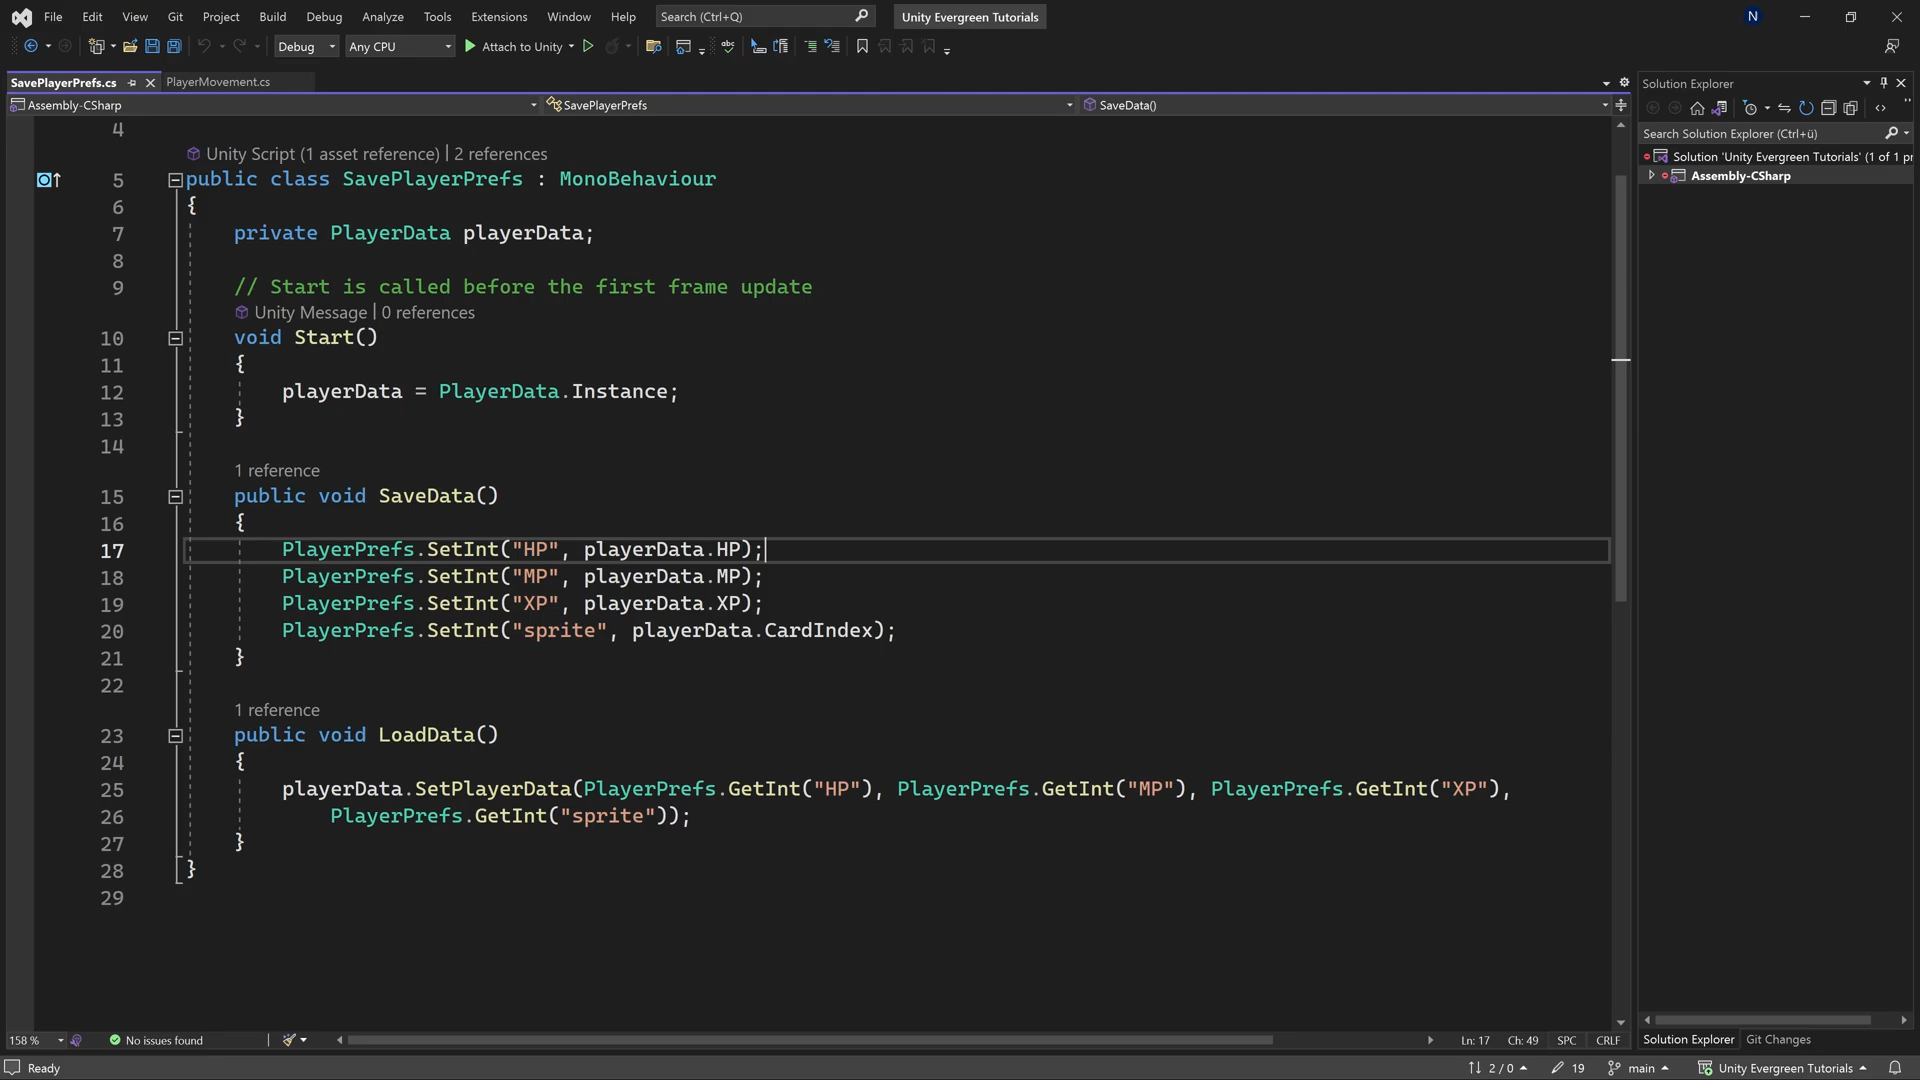 File Edit View Git Project Build Debug Analyze Tools Extensions Window Help Search (Ctrl+Q) Unity Evergreen Tutorials N
Debug Any CPU Attach to Unity
SavePlayerPrefs.cs PlayerMovement.cs
Assembly-CSharp SavePlayerPrefs SaveData()
4
Unity Script (1 asset reference) | 2 references
5 public class SavePlayerPrefs : MonoBehaviour
6 {
7 private PlayerData playerData;
8
9 // Start is called before the first frame update
Unity Message | 0 references
10 void Start()
11 {
12 playerData = PlayerData.Instance;
13 }
14
1 reference
15 public void SaveData()
16 {
17 PlayerPrefs.SetInt("HP", playerData.HP);
18 PlayerPrefs.SetInt("MP", playerData.MP);
19 PlayerPrefs.SetInt("XP", playerData.XP);
20 PlayerPrefs.SetInt("sprite", playerData.CardIndex);
21 }
22
1 reference
23 public void LoadData()
24 {
25 playerData.SetPlayerData(PlayerPrefs.GetInt("HP"), PlayerPrefs.GetInt("MP"), PlayerPrefs.GetInt("XP"),
26 PlayerPrefs.GetInt("sprite"));
27 }
28 }
29
158 % No issues found Ln: 17 Ch: 49 SPC CRLF
Solution Explorer
Search Solution Explorer (Ctrl+ü)
Solution 'Unity Evergreen Tutorials' (1 of 1 pr
Assembly-CSharp
Solution Explorer Git Changes
Ready 2 / 0 19 main Unity Evergreen Tutorials